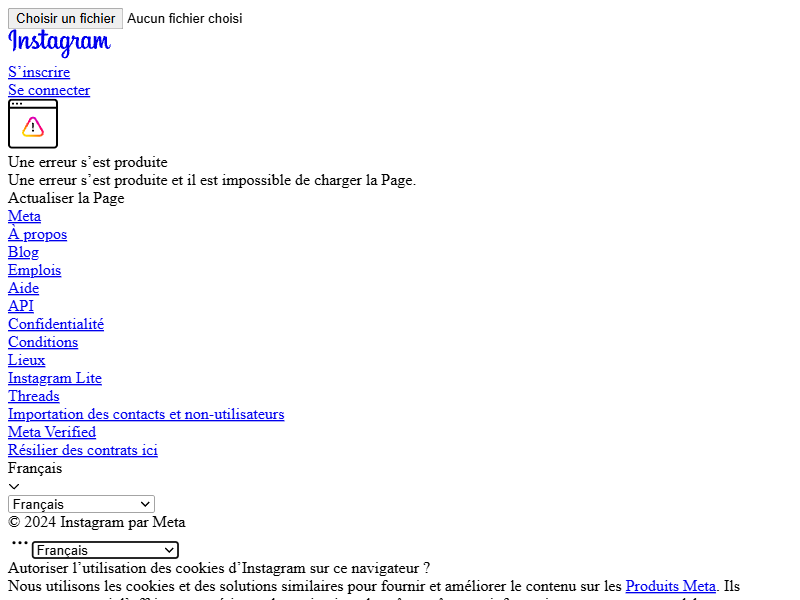 Choisir un fichier Aucun fichier choisi
Instagram
S’inscrire
Se connecter
Une erreur s’est produite
Une erreur s’est produite et il est impossible de charger la Page.
Actualiser la Page
Meta
À propos
Blog
Emplois
Aide
API
Confidentialité
Conditions
Lieux
Instagram Lite
Threads
Importation des contacts et non-utilisateurs
Meta Verified
Résilier des contrats ici
Français
Français
© 2024 Instagram par Meta
Français
Autoriser l’utilisation des cookies d’Instagram sur ce navigateur ?
Nous utilisons les cookies et des solutions similaires pour fournir et améliorer le contenu sur les Produits Meta. Ils